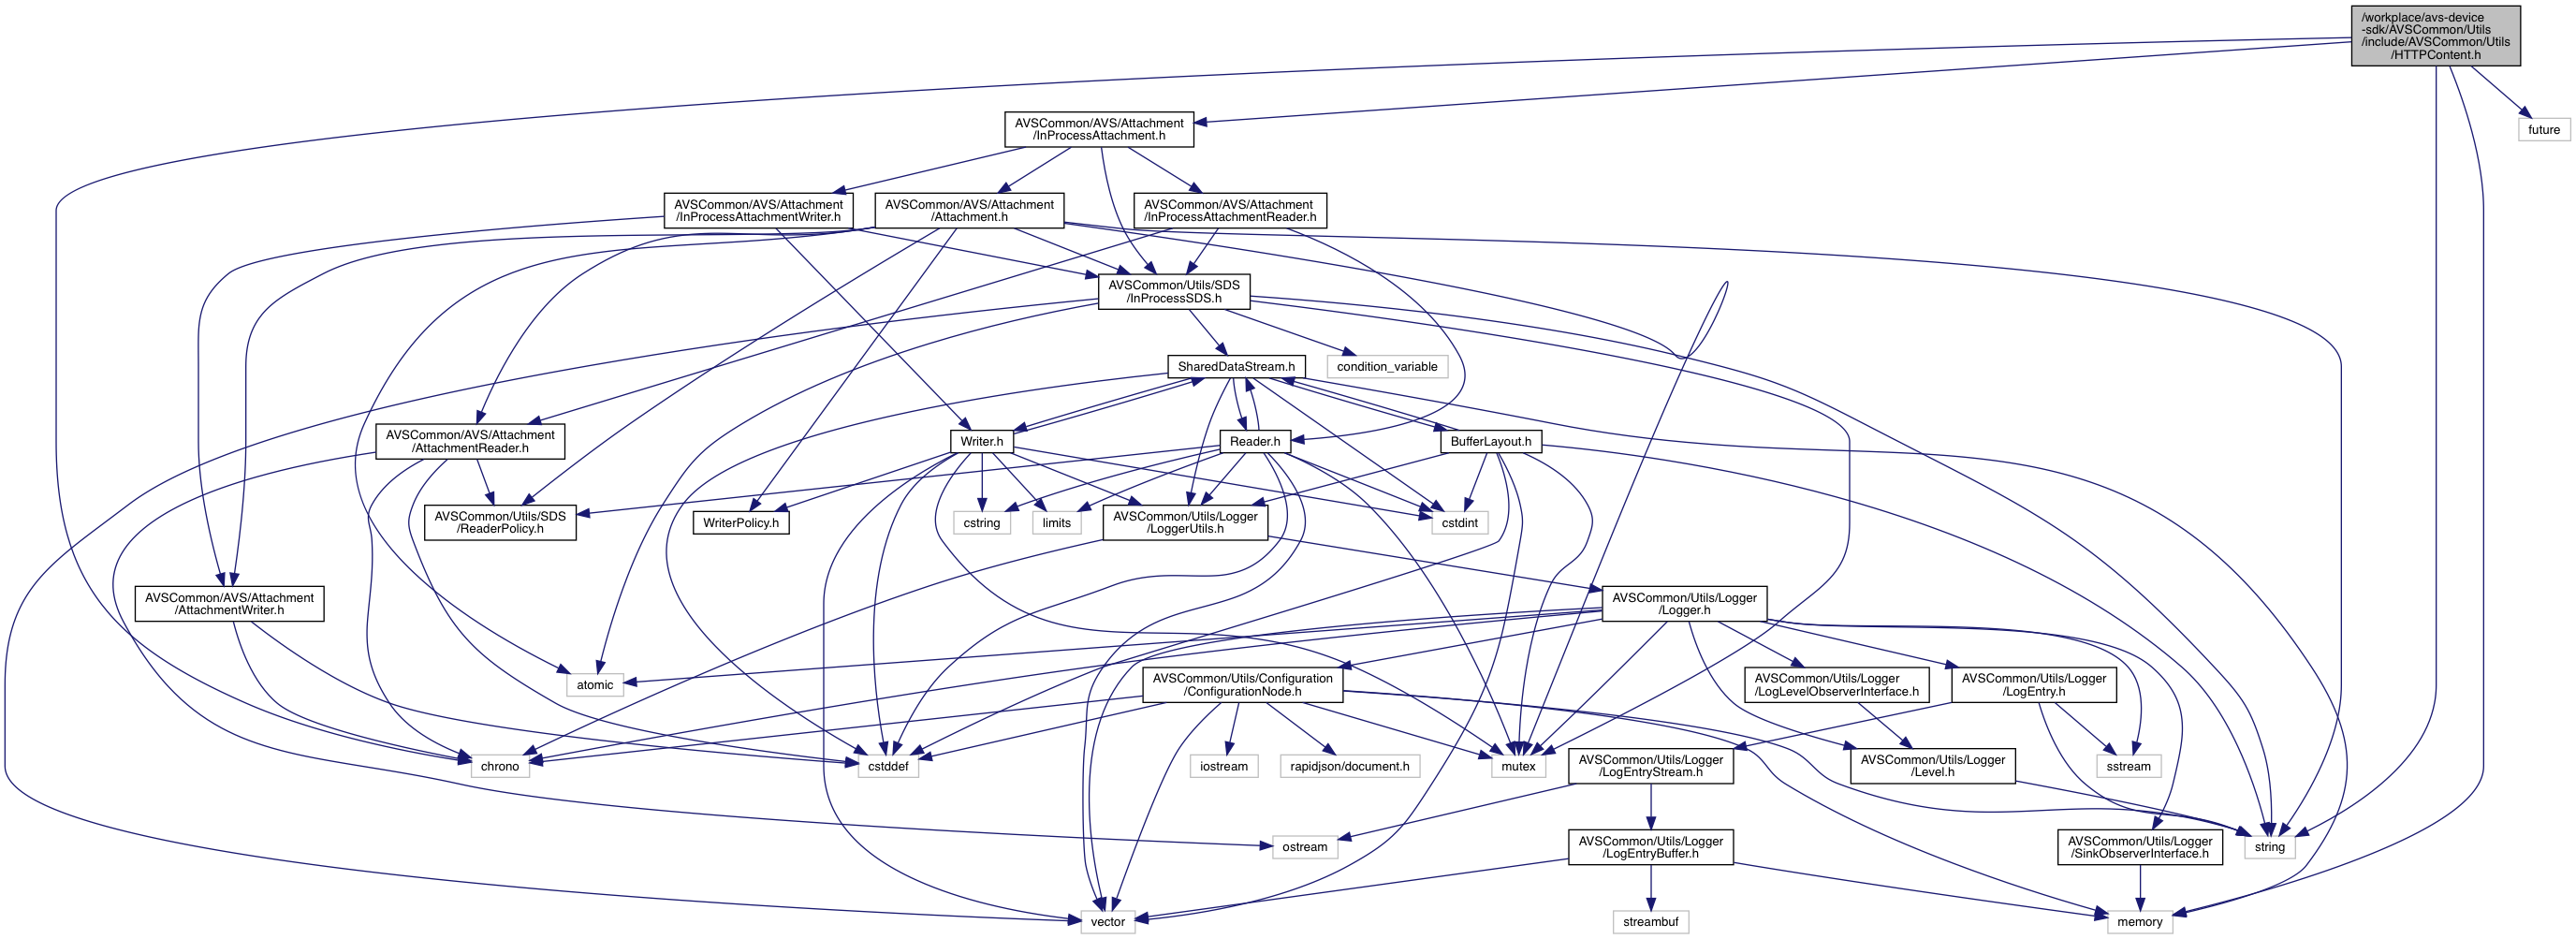 /workplace/avs-device
-sdk/AVSCommon/Utils
/include/AVSCommon/Utils
/HTTPContent.h
AVSCommon/AVS/Attachment
/InProcessAttachment.h
future
AVSCommon/AVS/Attachment
/InProcessAttachmentWriter.h
AVSCommon/AVS/Attachment
/Attachment.h
AVSCommon/AVS/Attachment
/InProcessAttachmentReader.h
AVSCommon/Utils/SDS
/InProcessSDS.h
SharedDataStream.h
condition_variable
AVSCommon/AVS/Attachment
/AttachmentReader.h
Writer.h
Reader.h
BufferLayout.h
AVSCommon/Utils/SDS
/ReaderPolicy.h
WriterPolicy.h
cstring
limits
AVSCommon/Utils/Logger
/LoggerUtils.h
cstdint
AVSCommon/AVS/Attachment
/AttachmentWriter.h
AVSCommon/Utils/Logger
/Logger.h
atomic
AVSCommon/Utils/Configuration
/ConfigurationNode.h
AVSCommon/Utils/Logger
/LogLevelObserverInterface.h
AVSCommon/Utils/Logger
/LogEntry.h
chrono
cstddef
iostream
rapidjson/document.h
mutex
AVSCommon/Utils/Logger
/LogEntryStream.h
AVSCommon/Utils/Logger
/Level.h
sstream
ostream
AVSCommon/Utils/Logger
/LogEntryBuffer.h
AVSCommon/Utils/Logger
/SinkObserverInterface.h
string
vector
streambuf
memory